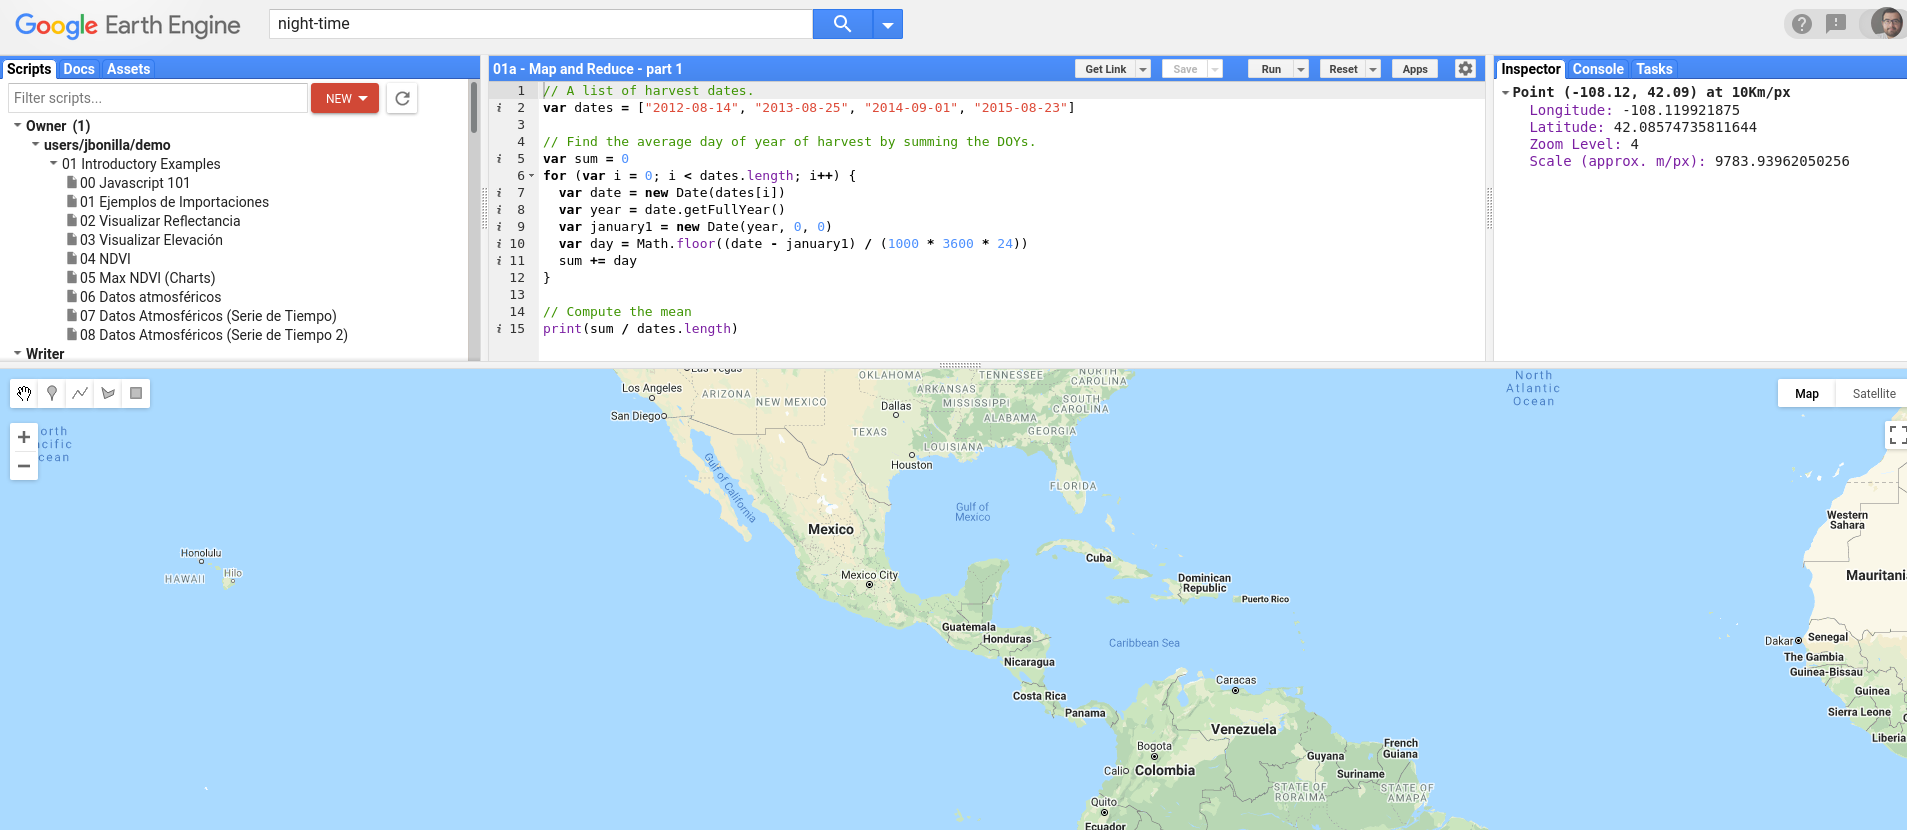 Google Earth Engine
night-time
Scripts Docs Assets
Filter scripts...
NEW
Owner (1)
users/jbonilla/demo
01 Introductory Examples
00 Javascript 101
01 Ejemplos de Importaciones
02 Visualizar Reflectancia
03 Visualizar Elevación
04 NDVI
05 Max NDVI (Charts)
06 Datos atmosféricos
07 Datos Atmosféricos (Serie de Tiempo)
08 Datos Atmosféricos (Serie de Tiempo 2)
Writer
01a - Map and Reduce - part 1
Get Link Save Run Reset Apps
1 // A list of harvest dates.
i 2 var dates = ["2012-08-14", "2013-08-25", "2014-09-01", "2015-08-23"]
3
4 // Find the average day of year of harvest by summing the DOYs.
i 5 var sum = 0
i 6 for (var i = 0; i < dates.length; i++) {
i 7 var date = new Date(dates[i])
i 8 var year = date.getFullYear()
i 9 var january1 = new Date(year, 0, 0)
i 10 var day = Math.floor((date - january1) / (1000 * 3600 * 24))
i 11 sum += day
12 }
13
14 // Compute the mean
i 15 print(sum / dates.length)
Inspector Console Tasks
Point (-108.12, 42.09) at 10Km/px
Longitude: -108.119921875
Latitude: 42.08574735811644
Zoom Level: 4
Scale (approx. m/px): 9783.93962050256
Map Satellite
Las Vegas
Los Angeles
San Diego
ARIZONA
NEW MEXICO
OKLAHOMA
TENNESSEE
NORTH
CAROLINA
ARKANSAS
MISSISSIPPI
SOUTH
CAROLINA
ALABAMA
Dallas
TEXAS
GEORGIA
LOUISIANA
Houston
FLORIDA
North
Atlantic
Ocean
orth
acific
cean
Gulf of California
Gulf of
Mexico
Mexico
Mexico City
Honolulu
HAWAII
Hilo
Cuba
Dominican
Republic
Puerto Rico
Guatemala
Honduras
Nicaragua
Caribbean Sea
Costa Rica
Panama
Caracas
Venezuela
Bogota
Cali
Colombia
Guyana
French
Guiana
Suriname
STATE OF
RORAIMA
STATE OF
AMAPÁ
Quito
Ecuador
Western
Sahara
Mauritani
Dakar
Senegal
The Gambia
Guinea-Bissau
Guinea
Sierra Leone
Liberia